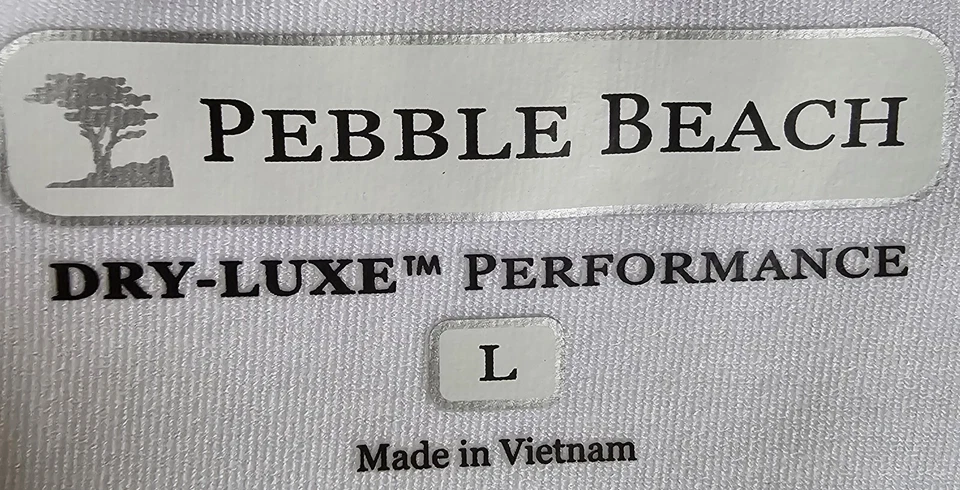 PEBBLE BEACH
DRY-LUXE™ PERFORMANCE
L
Made in Vietnam